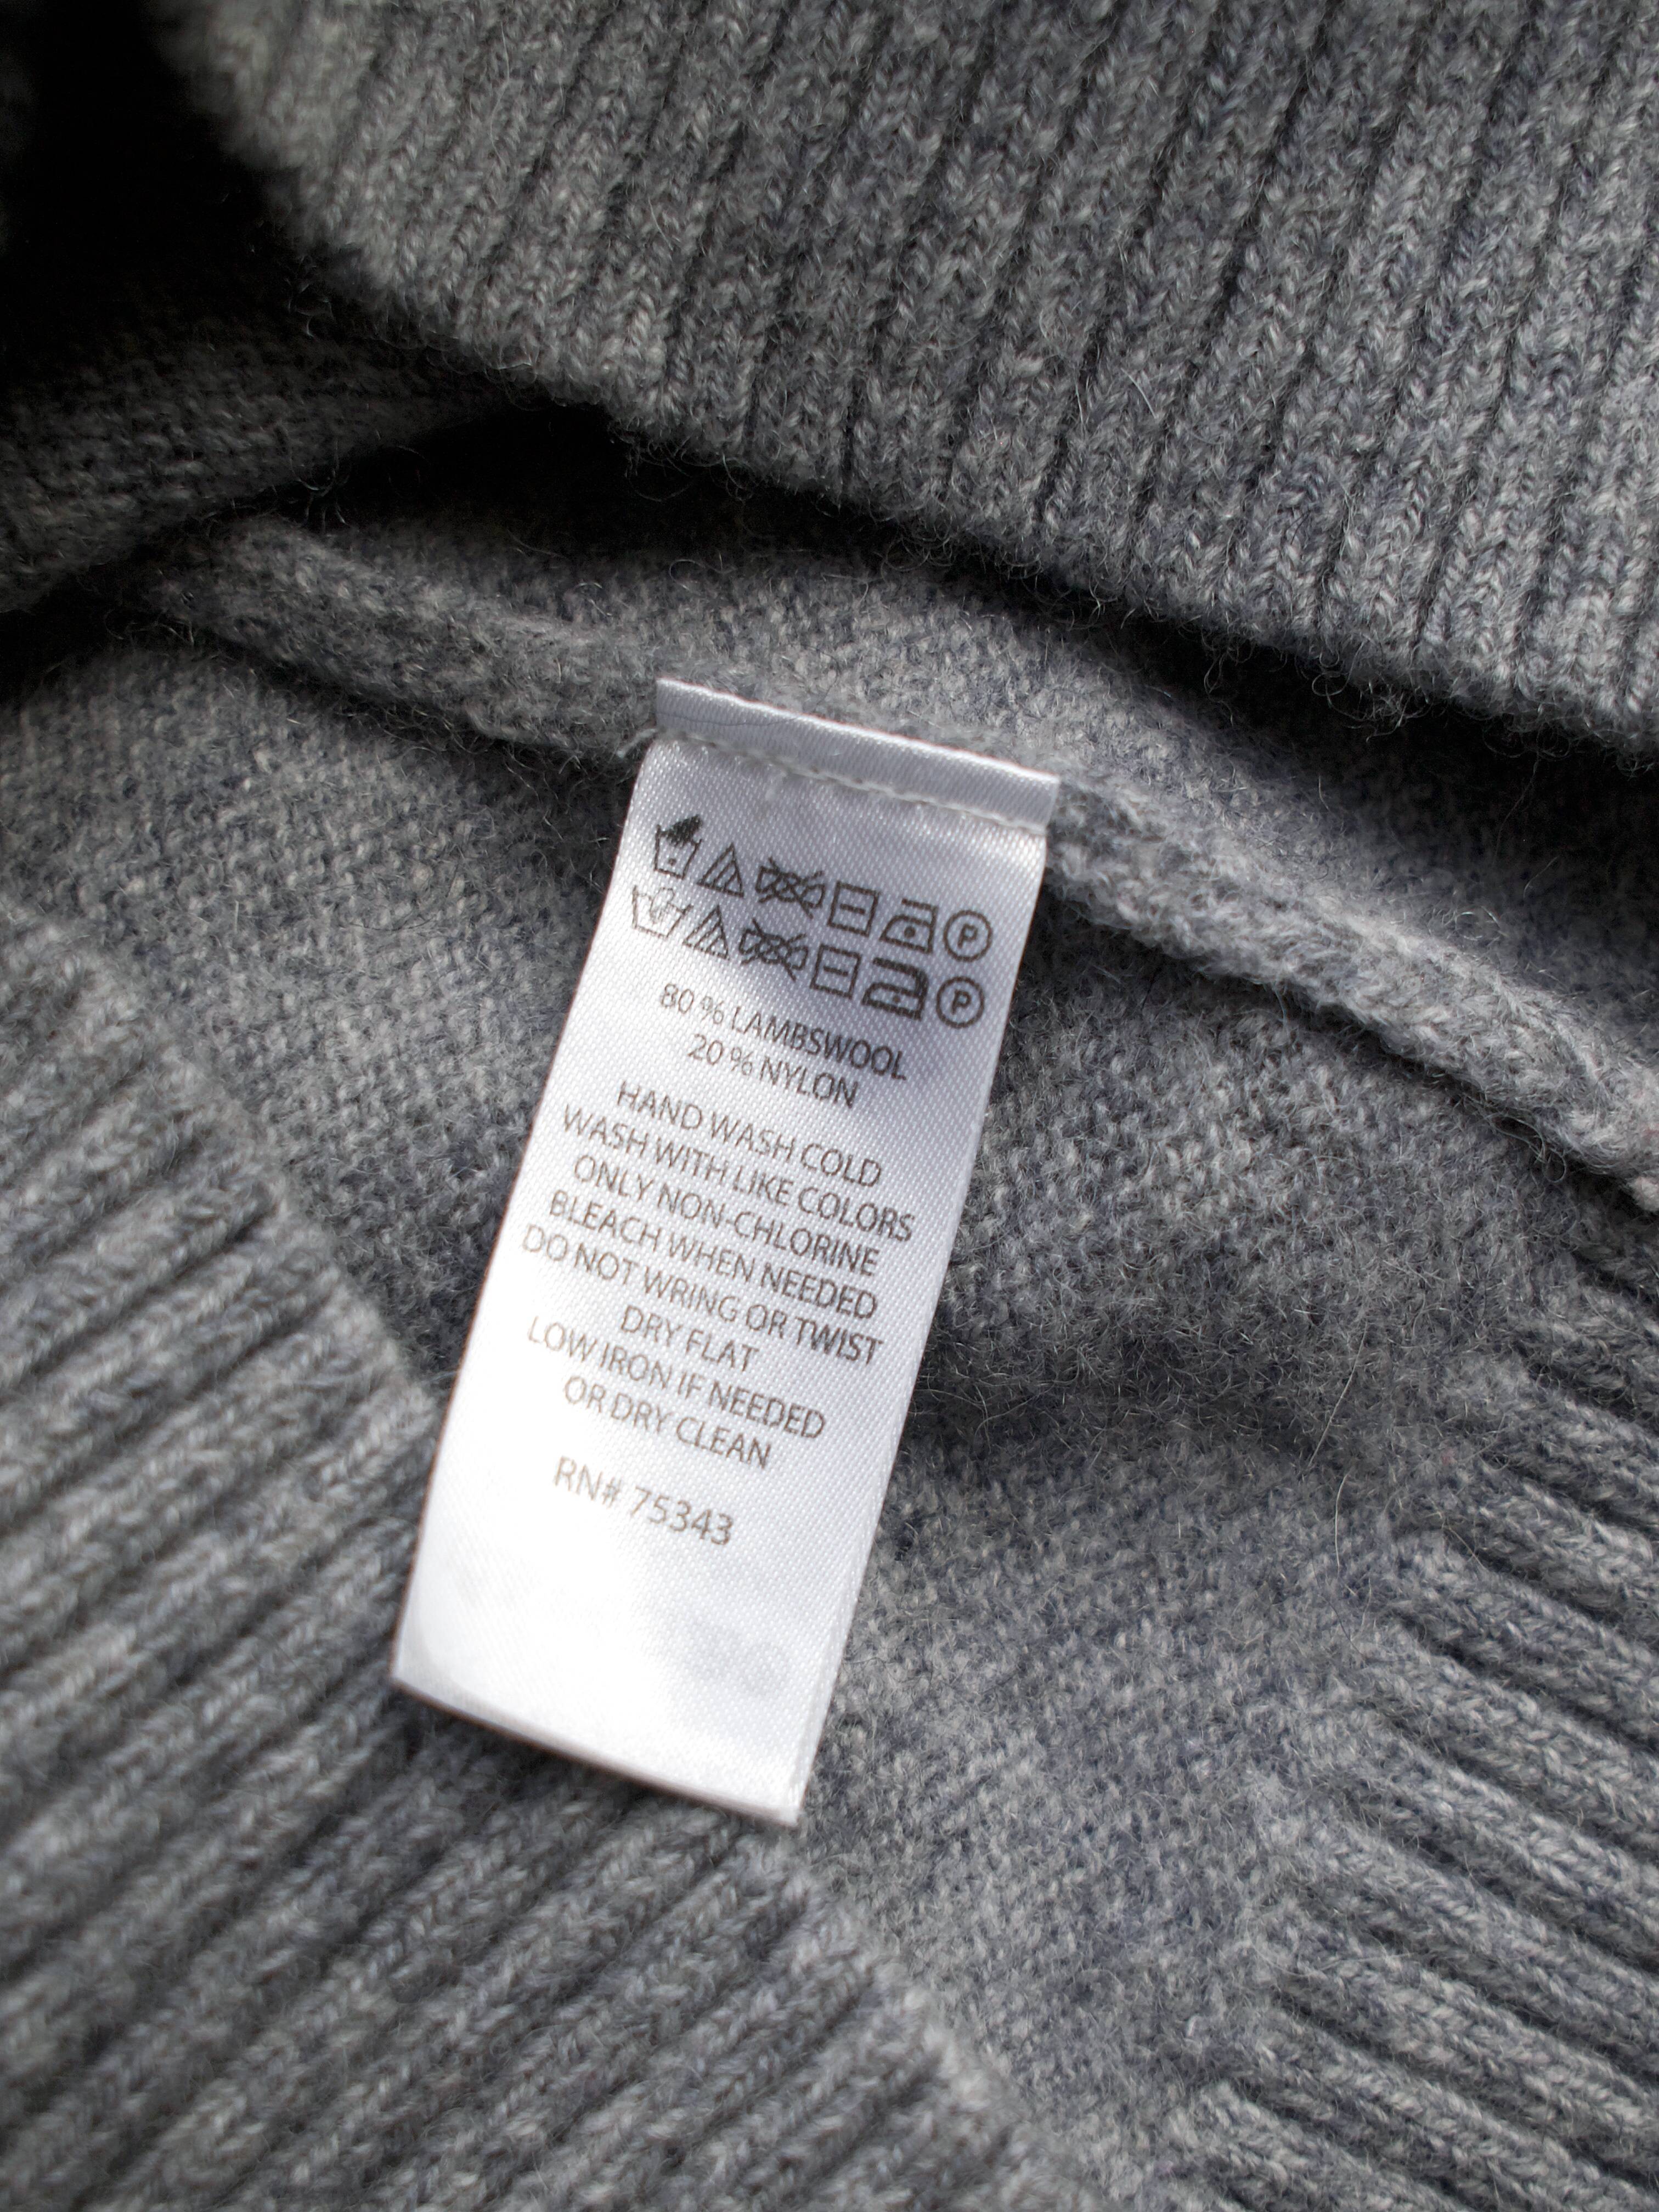 P
P
80 % LAMBSWOOL
20 % NYLON
HAND WASH COLD
WASH WITH LIKE COLORS
ONLY NON-CHLORINE
BLEACH WHEN NEEDED
DO NOT WRING OR TWIST
DRY FLAT
LOW IRON IF NEEDED
OR DRY CLEAN
RN# 75343